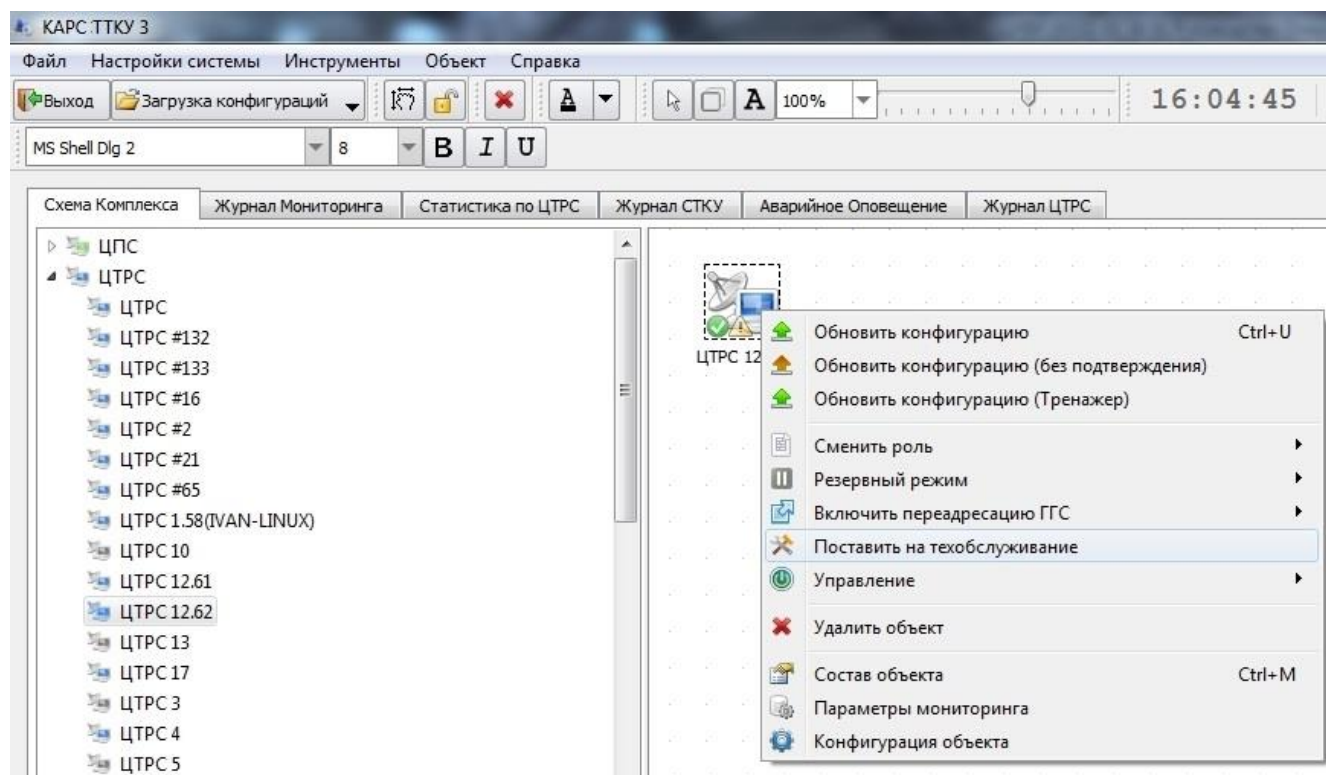 КАРС ТТКУ 3
Файл Настройки системы Инструменты Объект Справка
Выход Загрузка конфигураций A A 100% 16:04:45
MS Shell Dlg 2 8 B I U
Схема Комплекса Журнал Мониторинга Статистика по ЦТРС Журнал СТКУ Аварийное Оповещение Журнал ЦТРС
ЦПС
ЦТРС
ЦТРС
ЦТРС #132
ЦТРС #133
ЦТРС #16
ЦТРС #2
ЦТРС #21
ЦТРС #65
ЦТРС 1.58(IVAN-LINUX)
ЦТРС 10
ЦТРС 12.61
ЦТРС 12.62
ЦТРС 13
ЦТРС 17
ЦТРС 3
ЦТРС 4
ЦТРС 5
ЦТРС 12
Обновить конфигурацию Ctrl+U
Обновить конфигурацию (без подтверждения)
Обновить конфигурацию (Тренажер)
Сменить роль
Резервный режим
Включить переадресацию ГГС
Поставить на техобслуживание
Управление
Удалить объект
Состав объекта Ctrl+M
Параметры мониторинга
Конфигурация объекта